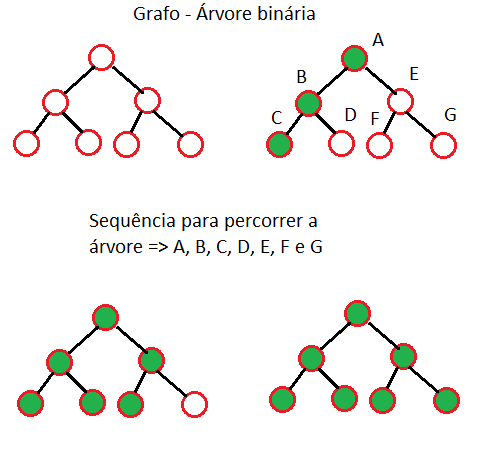 Grafo - Árvore binária
A
B
E
C
D
F
G
Sequência para percorrer a
árvore => A, B, C, D, E, F e G